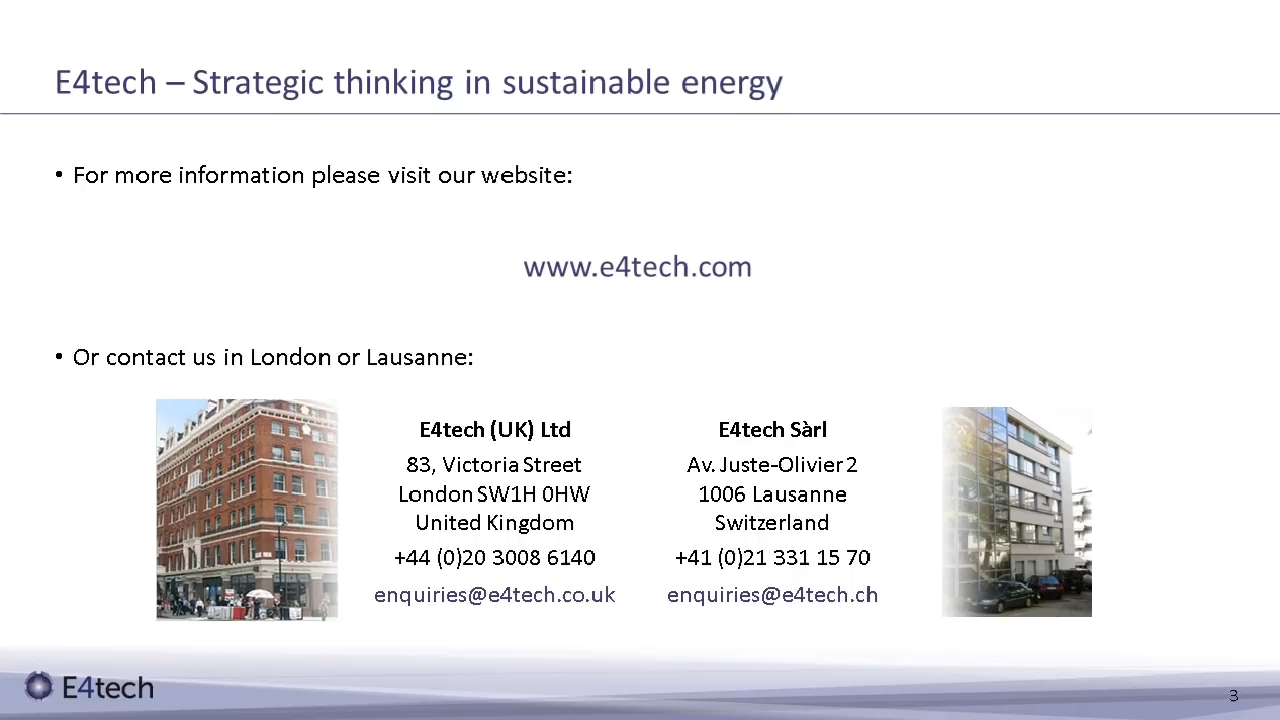 E4tech – Strategic thinking in sustainable energy
• For more information please visit our website:
www.e4tech.com
• Or contact us in London or Lausanne:
E4tech (UK) Ltd
83, Victoria Street
London SW1H 0HW
United Kingdom
+44 (0)20 3008 6140
enquiries@e4tech.co.uk
E4tech Sàrl
Av. Juste-Olivier 2
1006 Lausanne
Switzerland
+41 (0)21 331 15 70
enquiries@e4tech.ch
E4tech
3